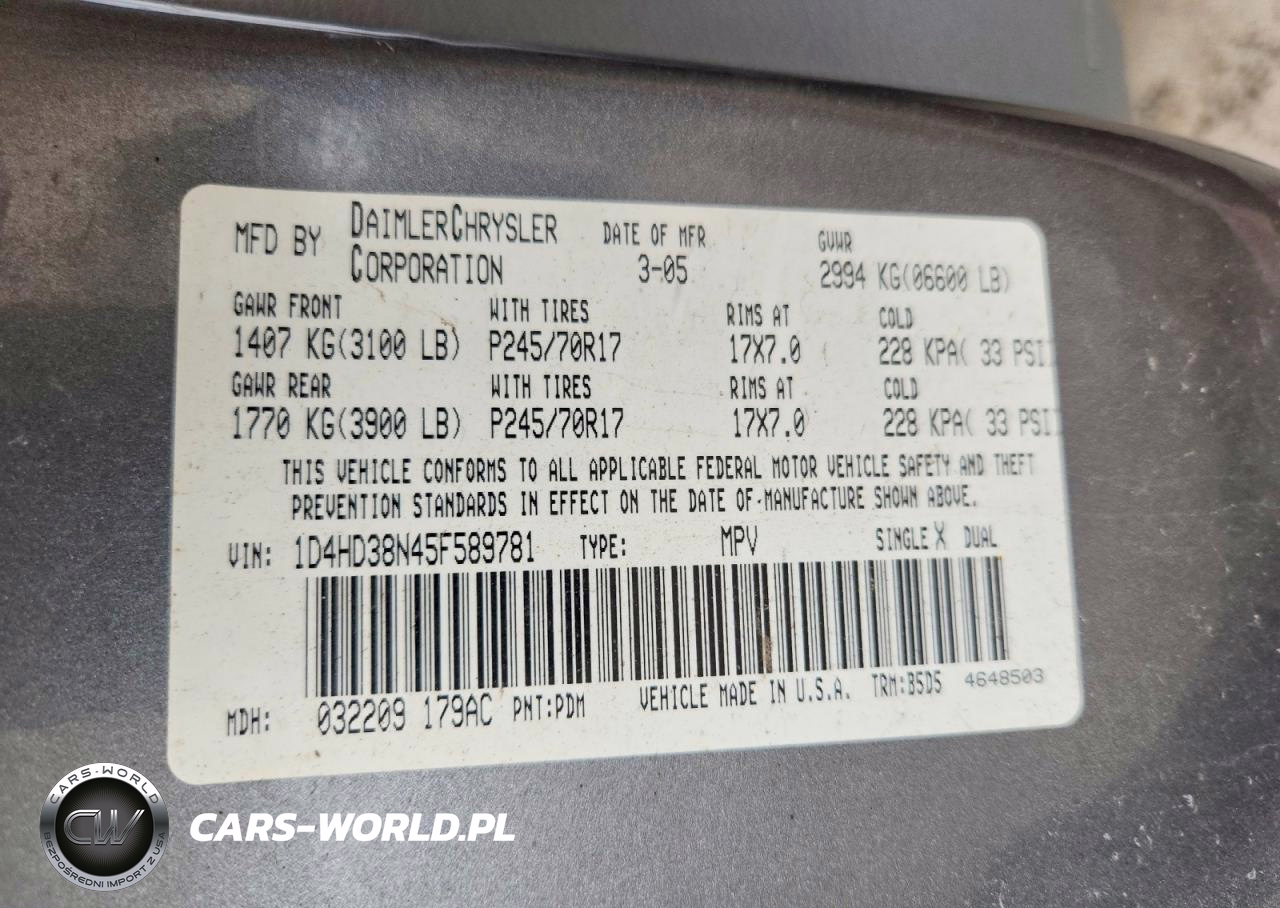 MFD BY DAIMLERCHRYSLER CORPORATION DATE OF MFR 3-05 GVWR 2994 KG(06600 LB)
GAWR FRONT WITH TIRES RIMS AT COLD
1407 KG(3100 LB) P245/70R17 17X7.0 228 KPA( 33 PSI)
GAWR REAR WITH TIRES RIMS AT COLD
1770 KG(3900 LB) P245/70R17 17X7.0 228 KPA( 33 PSI)
THIS VEHICLE CONFORMS TO ALL APPLICABLE FEDERAL MOTOR VEHICLE SAFETY AND THEFT
PREVENTION STANDARDS IN EFFECT ON THE DATE OF MANUFACTURE SHOWN ABOVE.
VIN: 1D4HD38N45F589781 TYPE: MPV SINGLE X DUAL
MDH: 032209 179AC PNT:PDM VEHICLE MADE IN U.S.A. TRM:B5D5 4648503
CARS-WORLD
CW
BEZPOŚREDNI IMPORT Z USA
CARS-WORLD.PL